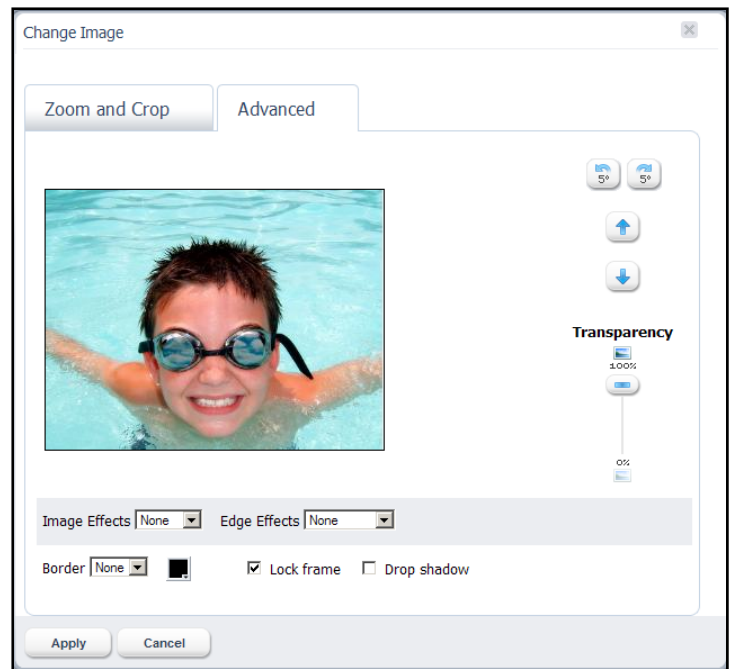 Change Image
Zoom and Crop
Advanced
5° 5°
Transparency
100%
0%
Image Effects None Edge Effects None
Border None Lock frame Drop shadow
Apply Cancel